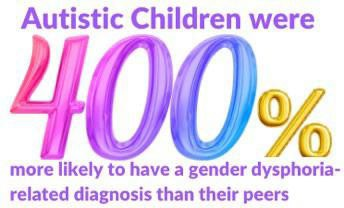 Autistic Children were
400%
more likely to have a gender dysphoria-
related diagnosis than their peers